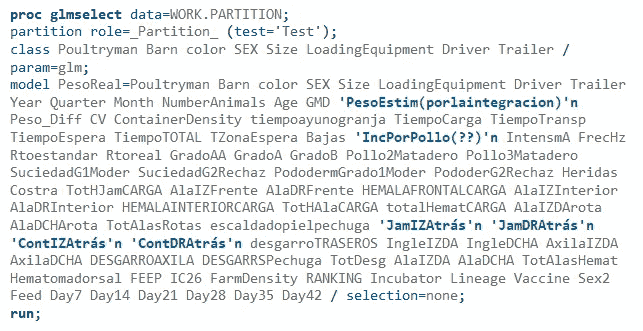 proc glmselect data=WORK.PARTITION;
partition role=_Partition_ (test='Test');
class Poultryman Barn color SEX Size LoadingEquipment Driver Trailer /
param=glm;
model PesoReal=Poultryman Barn color SEX Size LoadingEquipment Driver Trailer
Year Quarter Month NumberAnimals Age GMD 'PesoEstim(porlaintegracion)'n
Peso_Diff CV ContainerDensity tiempoayunogranja TiempoCarga TiempoTransp
TiempoEspera TiempoTOTAL TZonaEspera Bajas 'IncPorPollo(??)'n IntensmA FrecHz
Rtoestandar Rtoreal GradoAA GradoA GradoB Pollo2Matadero Pollo3Matadero
SuciedadG1Moder SuciedadG2Rechaz PododermGrado1Moder PododerG2Rechaz Heridas
Costra TotHJamCARGA AlaIZFrente AlaDRFrente HEMALAFRONTALCARGA AlaIZInterior
AlaDRInterior HEMALAINTERIORCARGA TotHAlaCARGA totalHematCARGA AlaIZDArota
AlaDCHArota TotAlasRotas escaldadopielpechuga 'JamIZAtrás'n 'JamDRAtrás'n
'ContIZAtrás'n 'ContDRAtrás'n desgarroTRASEROS IngleIZDA IngleDCHA AxilaIZDA
AxilaDCHA DESGARROAXILA DESGARRSPechuga TotDesg AlaIZDA AlaDCHA TotAlasHemat
Hematomadorsal FEEP IC26 FarmDensity RANKING Incubator Lineage Vaccine Sex2
Feed Day7 Day14 Day21 Day28 Day35 Day42 / selection=none;
run;